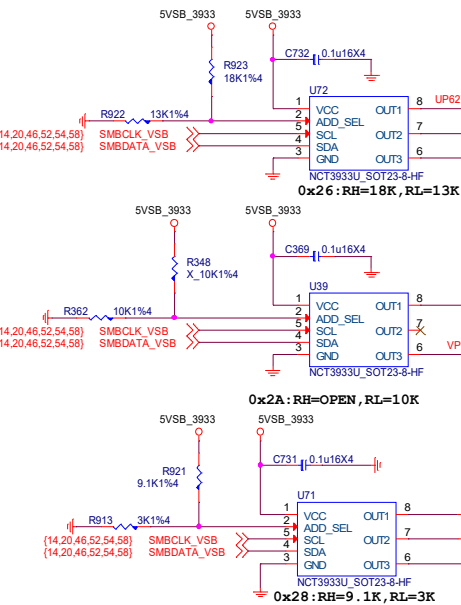 5VSB_3933 5VSB_3933
C732 0.1u16X4
R923
18K1%4
U72
R922 13K1%4
1 VCC OUT1 8 UP62
2 ADD_SEL
{14,20,46,52,54,58} SMBCLK_VSB 5 SCL OUT2 7
{14,20,46,52,54,58} SMBDATA_VSB 4 SDA
3 GND OUT3 6
NCT3933U_SOT23-8-HF
0x26:RH=18K,RL=13K
5VSB_3933 5VSB_3933
C369 0.1u16X4
R348
X_10K1%4
U39
R362 10K1%4
1 VCC OUT1 8
2 ADD_SEL
14,20,46,52,54,58} SMBCLK_VSB 5 SCL OUT2 7
14,20,46,52,54,58} SMBDATA_VSB 4 SDA
3 GND OUT3 6 VP
NCT3933U_SOT23-8-HF
0x2A:RH=OPEN,RL=10K
5VSB_3933 5VSB_3933
C731 0.1u16X4
R921
9.1K1%4
U71
R913 3K1%4
1 VCC OUT1 8
2 ADD_SEL
{14,20,46,52,54,58} SMBCLK_VSB 5 SCL OUT2 7
{14,20,46,52,54,58} SMBDATA_VSB 4 SDA
3 GND OUT3 6
NCT3933U_SOT23-8-HF
0x28:RH=9.1K,RL=3K